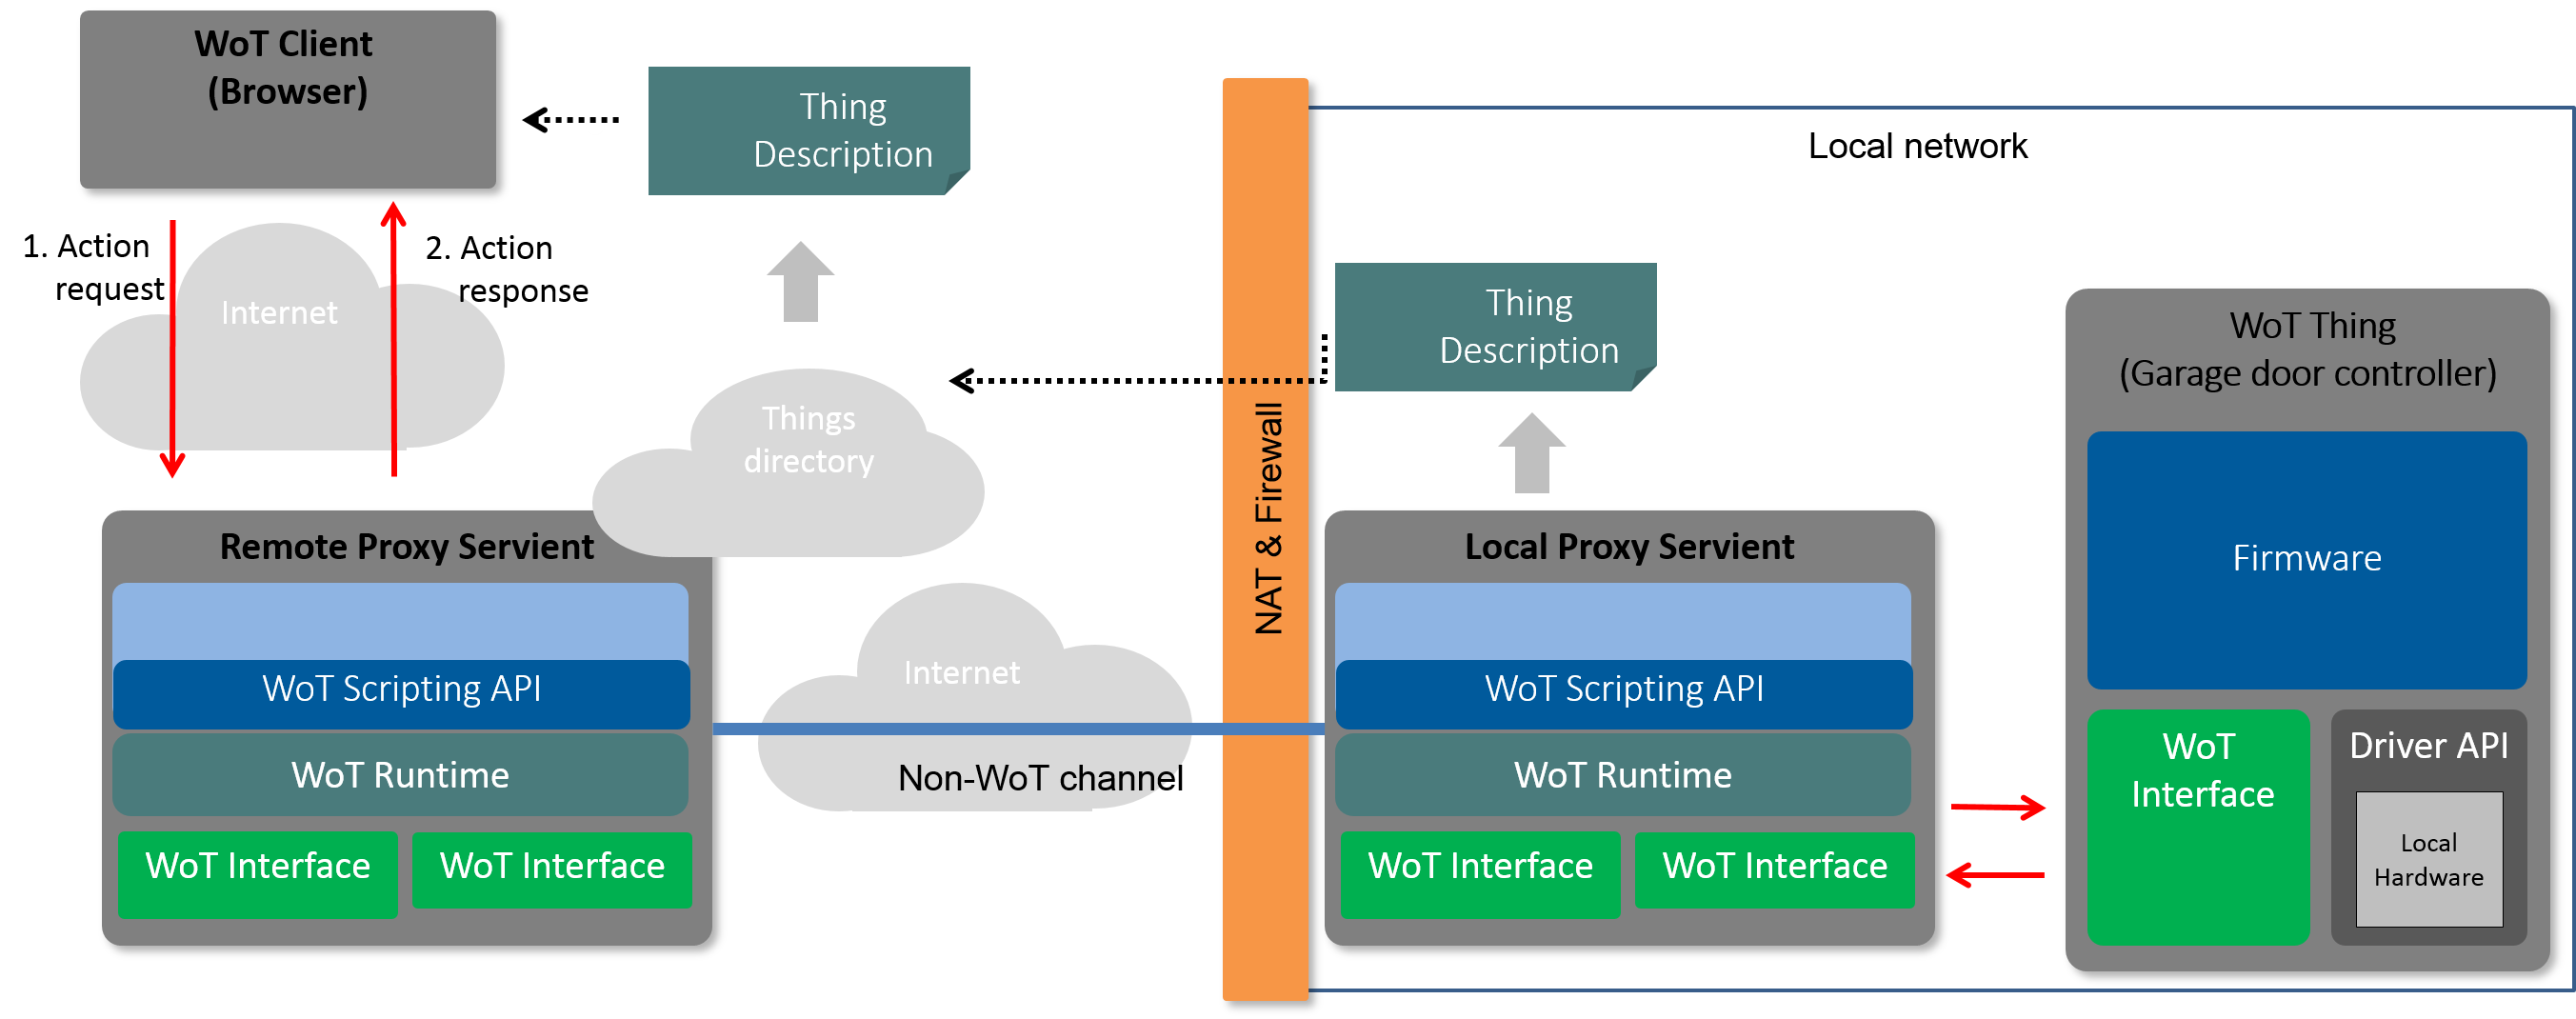 WoT Client
(Browser)
Thing
Description
Local network
1. Action
request
2. Action
response
Internet
Thing
Description
WoT Thing
(Garage door controller)
Things
directory
NAT & Firewall
Remote Proxy Servient
Local Proxy Servient
Firmware
WoT Scripting API
Internet
WoT Scripting API
WoT Runtime
Non-WoT channel
WoT Runtime
WoT
Interface
Driver API
WoT Interface
WoT Interface
WoT Interface
WoT Interface
Local
Hardware